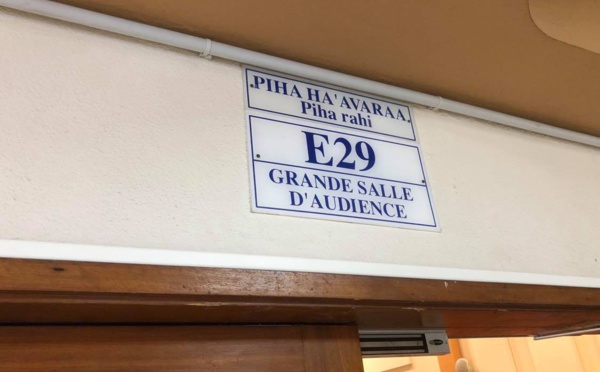 PIHA HA'AVARAA
Piha rahi
E29
GRANDE SALLE
D'AUDIENCE